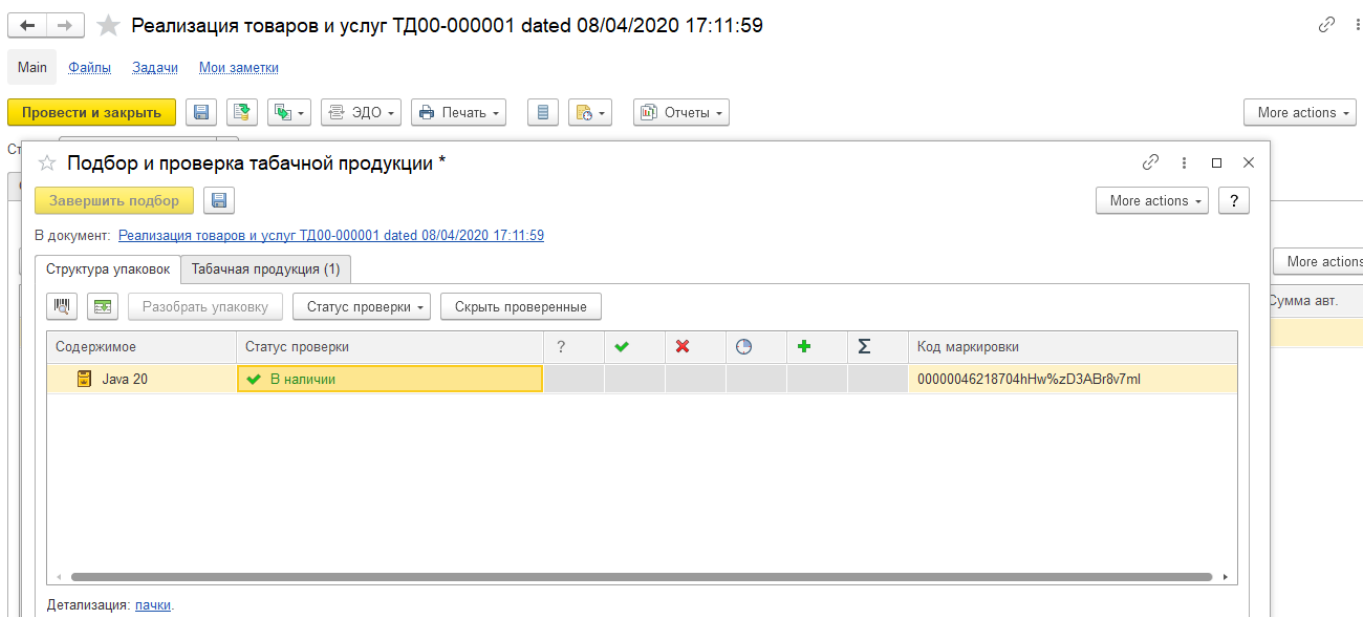 Реализация товаров и услуг ТД00-000001 dated 08/04/2020 17:11:59
Main Файлы Задачи Мои заметки
Провести и закрыть ЭДО Печать Отчеты More actions
Ст
Подбор и проверка табачной продукции *
Завершить подбор More actions ?
В документ: Реализация товаров и услуг ТД00-000001 dated 08/04/2020 17:11:59
Структура упаковок Табачная продукция (1) More actions
Разобрать упаковку Статус проверки Скрыть проверенные Сумма авт.
Содержимое Статус проверки ? Σ Код маркировки
Java 20 В наличии 00000046218704hHw%zD3ABr8v7ml
Детализация: пачки.